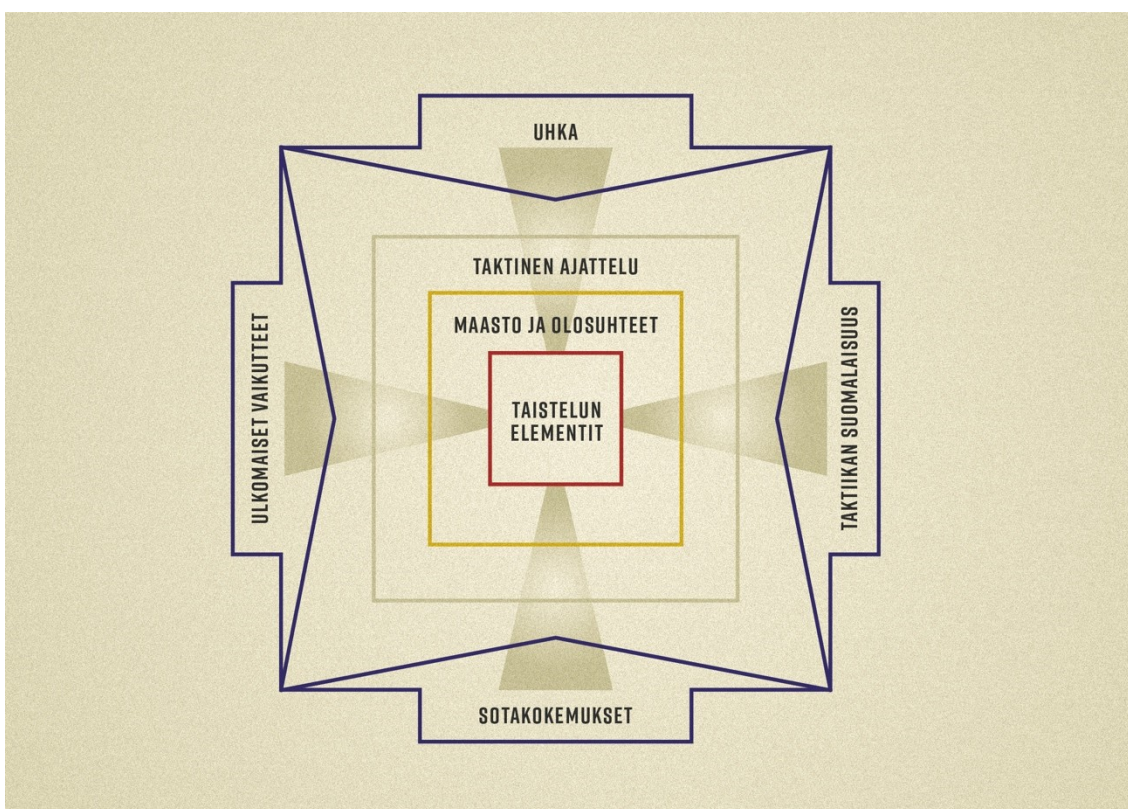 UHKA
TAKTINEN AJATTELU
MAASTO JA OLOSUHTEET
ULKOMAISET VAIKUTTEET
TAISTELUN
ELEMENTIT
TAKTIIKAN SUOMALAISUUS
SOTAKOKEMUKSET